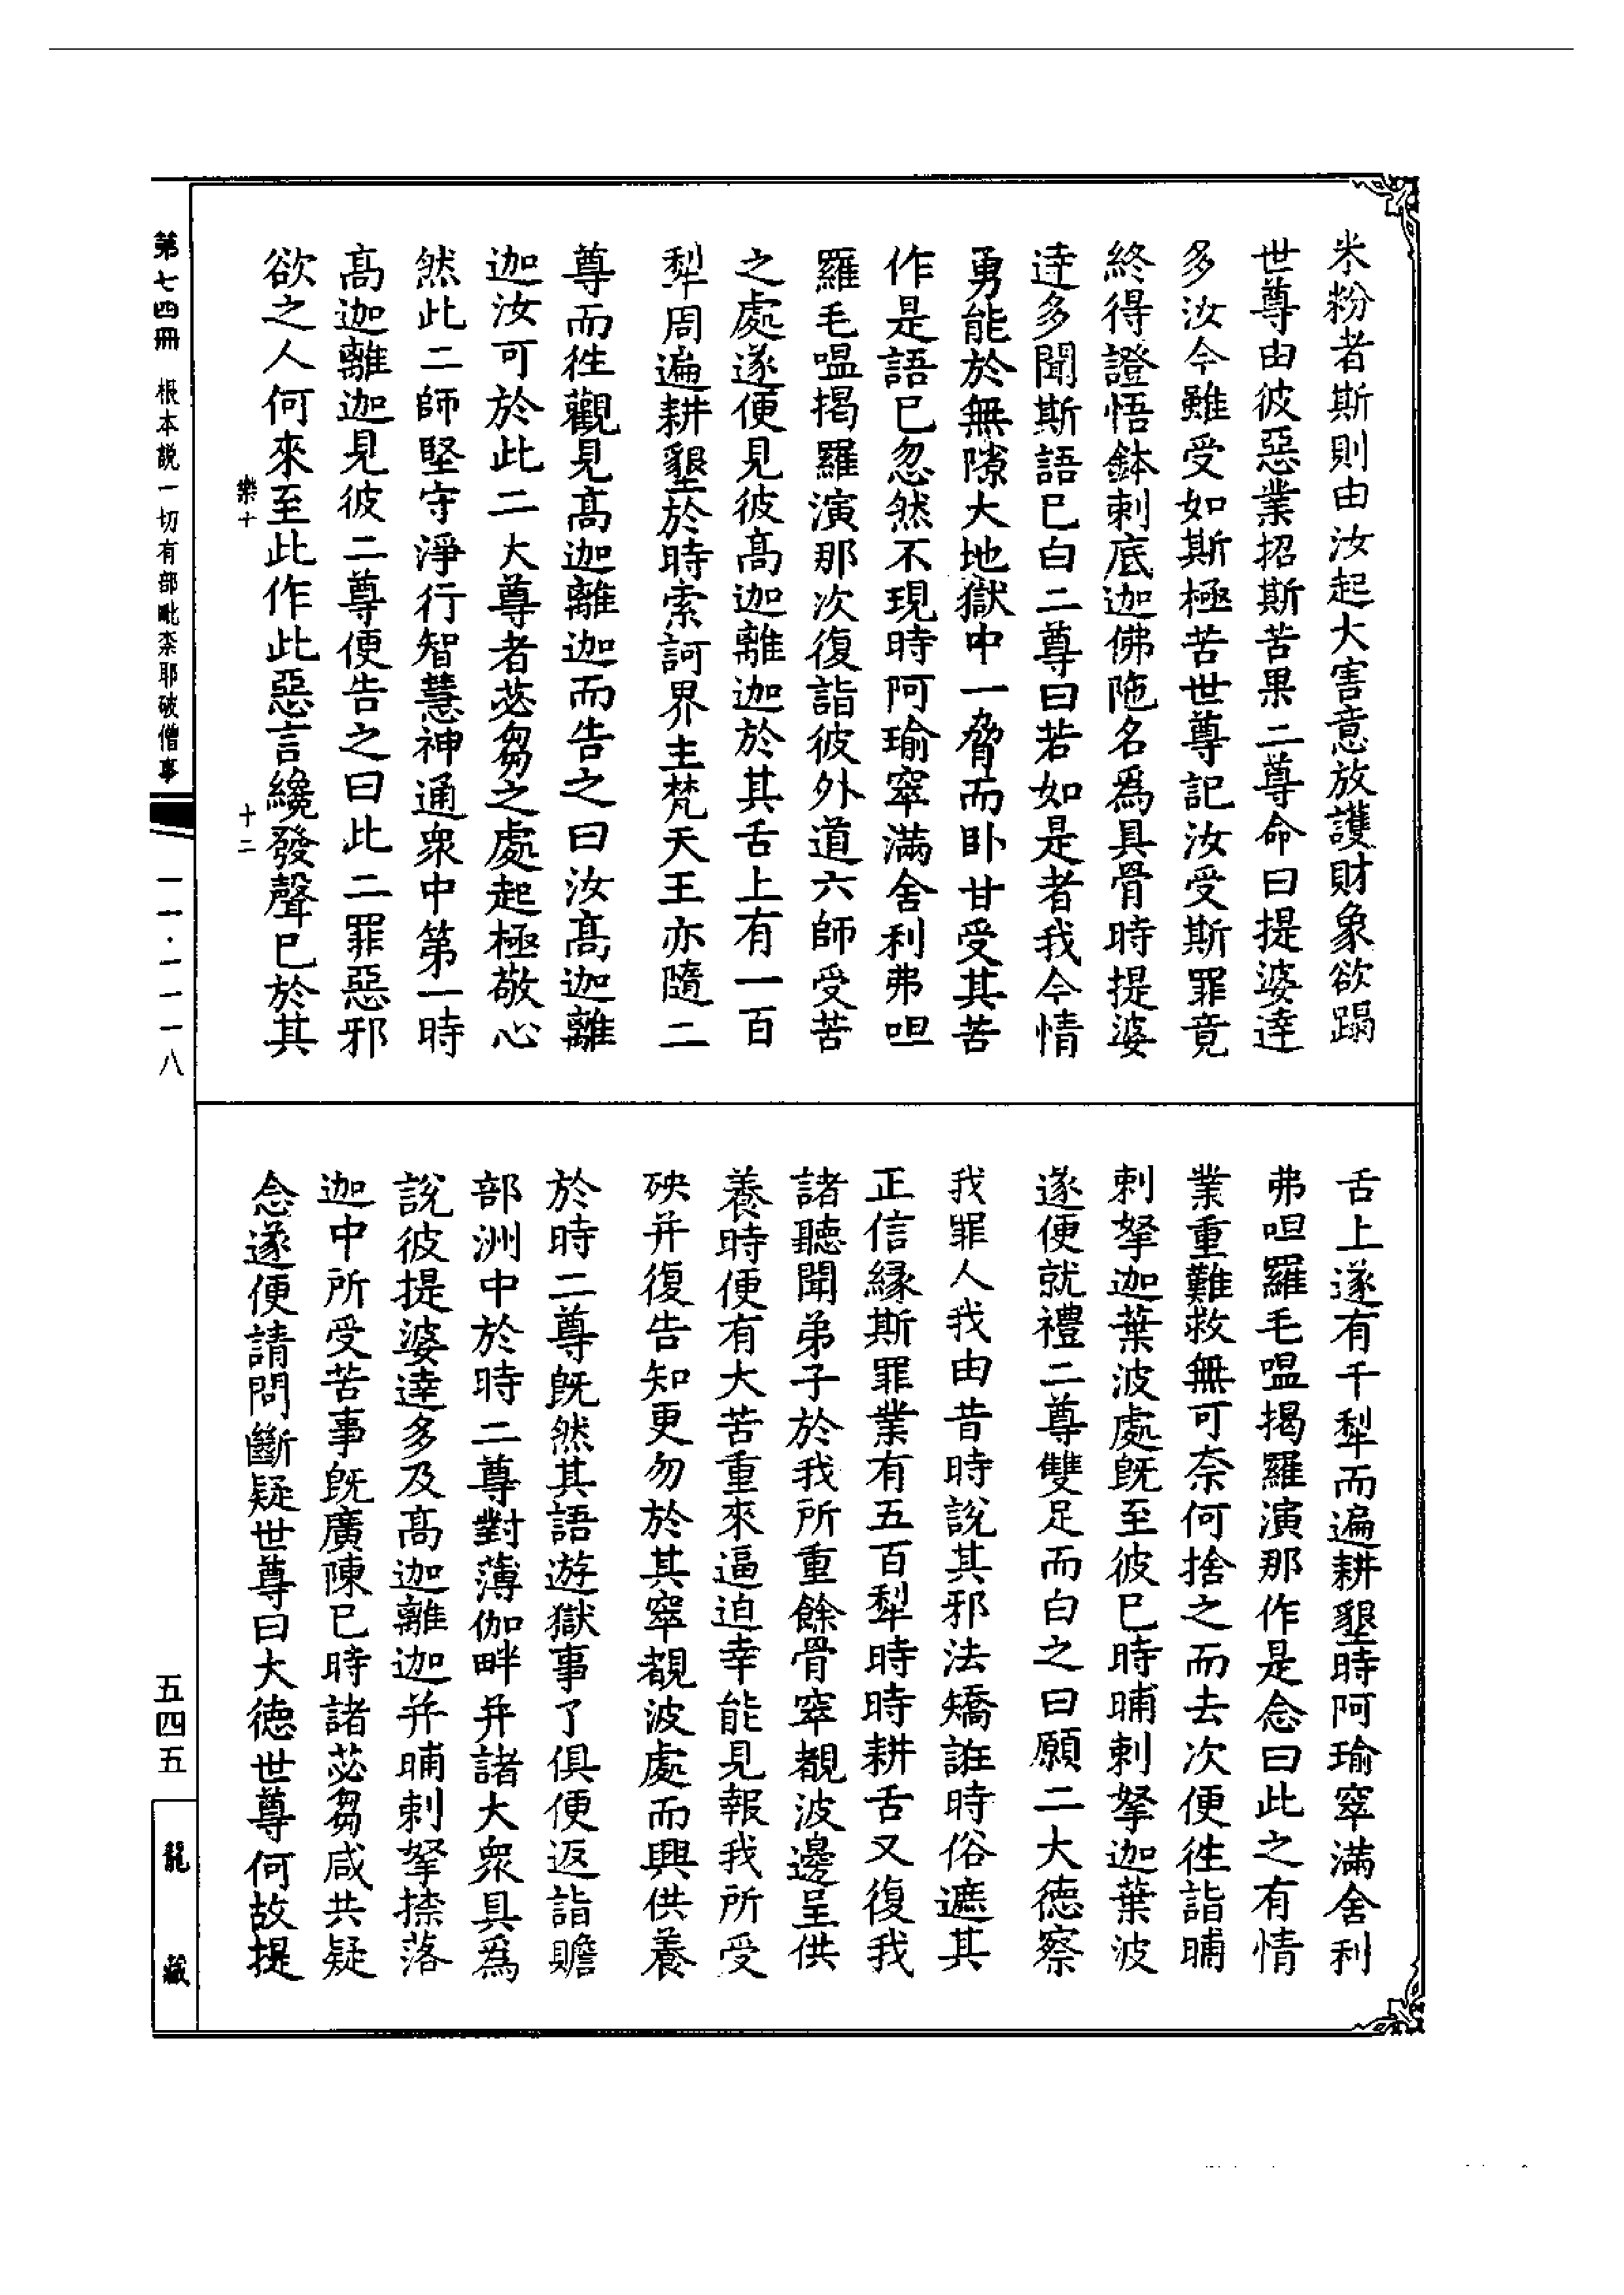 米粉者斯則由汝起大害意放護財象欲蹋
世尊由彼惡業招斯苦果二尊命曰提婆達
多汝今雖受如斯極苦世尊記汝受斯罪竟
終得證悟鉢剌底迦佛陁名爲具骨時提婆
達多聞斯語已白二尊曰若如是者我今情
勇能於無隙大地獄中一脅而卧甘受其苦
作是語已忽然不現時阿瑜窣滿舍利弗呾
羅毛嗢揭羅演那次復詣彼外道六師受苦
之處遂便見彼高迦離迦於其舌上有一百
犁周遍耕墾於時索訶界主梵天王亦隨二
尊而徃觀見高迦離迦而告之曰汝高迦離
迦汝可於此二大尊者苾芻之處起極敬心
然此二師堅守淨行智慧神通衆中第一時
高迦離迦見彼二尊便告之曰此二罪惡邪
欲之人何來至此作此惡言纔發聲已於其
樂十 十二
舌上遂有千犁而遍耕墾時阿瑜窣滿舍利
弗呾羅毛嗢揭羅演那作是念曰此之有情
業重難救無可奈何捨之而去次便徃詣晡
剌拏迦葉波處旣至彼已時晡剌拏迦葉波
遂便就禮二尊雙足而白之曰願二大德察
我罪人我由昔時說其邪法矯誑時俗遮其
正信緣斯罪業有五百犁時時耕舌又復我
諸聽聞弟子於我所重餘骨窣覩波邊呈供
養時便有大苦重來逼迫幸能見報我所受
殃并復告知更勿於其窣覩波處而興供養
於時二尊旣然其語遊獄事了俱便返詣贍
部洲中於時二尊對薄伽畔并諸大衆具爲
說彼提婆達多及高迦離迦并晡剌拏捺落
迦中所受苦事旣廣陳已時諸苾芻咸共疑
念遂便請問斷疑世尊曰大德世尊何故提
第七四冊 根本説一切有部毗柰耶破僧事 一一·一一一八 五四五
龍藏